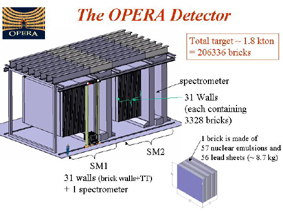 The OPERA Detector
OPERA
Total target ~ 1.8 kton
= 206336 bricks
spectrometer
31 Walls
(each containing
3328 bricks)
SM2
SM1
31 walls (brick walls+TT)
+ 1 spectrometer
1 brick is made of
57 nuclear emulsions and
56 lead sheets (~ 8.7 kg)